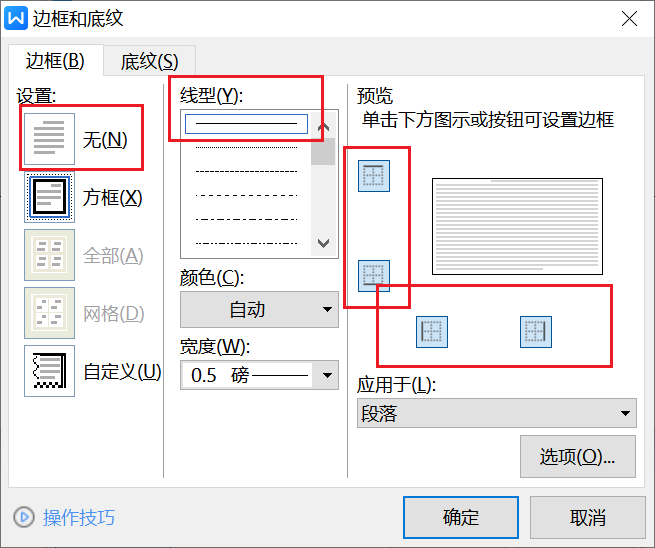 边框和底纹
边框(B)
底纹(S)
设置:
无(N)
方框(X)
全部(A)
网格(D)
自定义(U)
线型(Y):
颜色(C):
自动
宽度(W):
0.5 磅
预览
单击下方图示或按钮可设置边框
应用于(L):
段落
选项(O)...
操作技巧
确定
取消